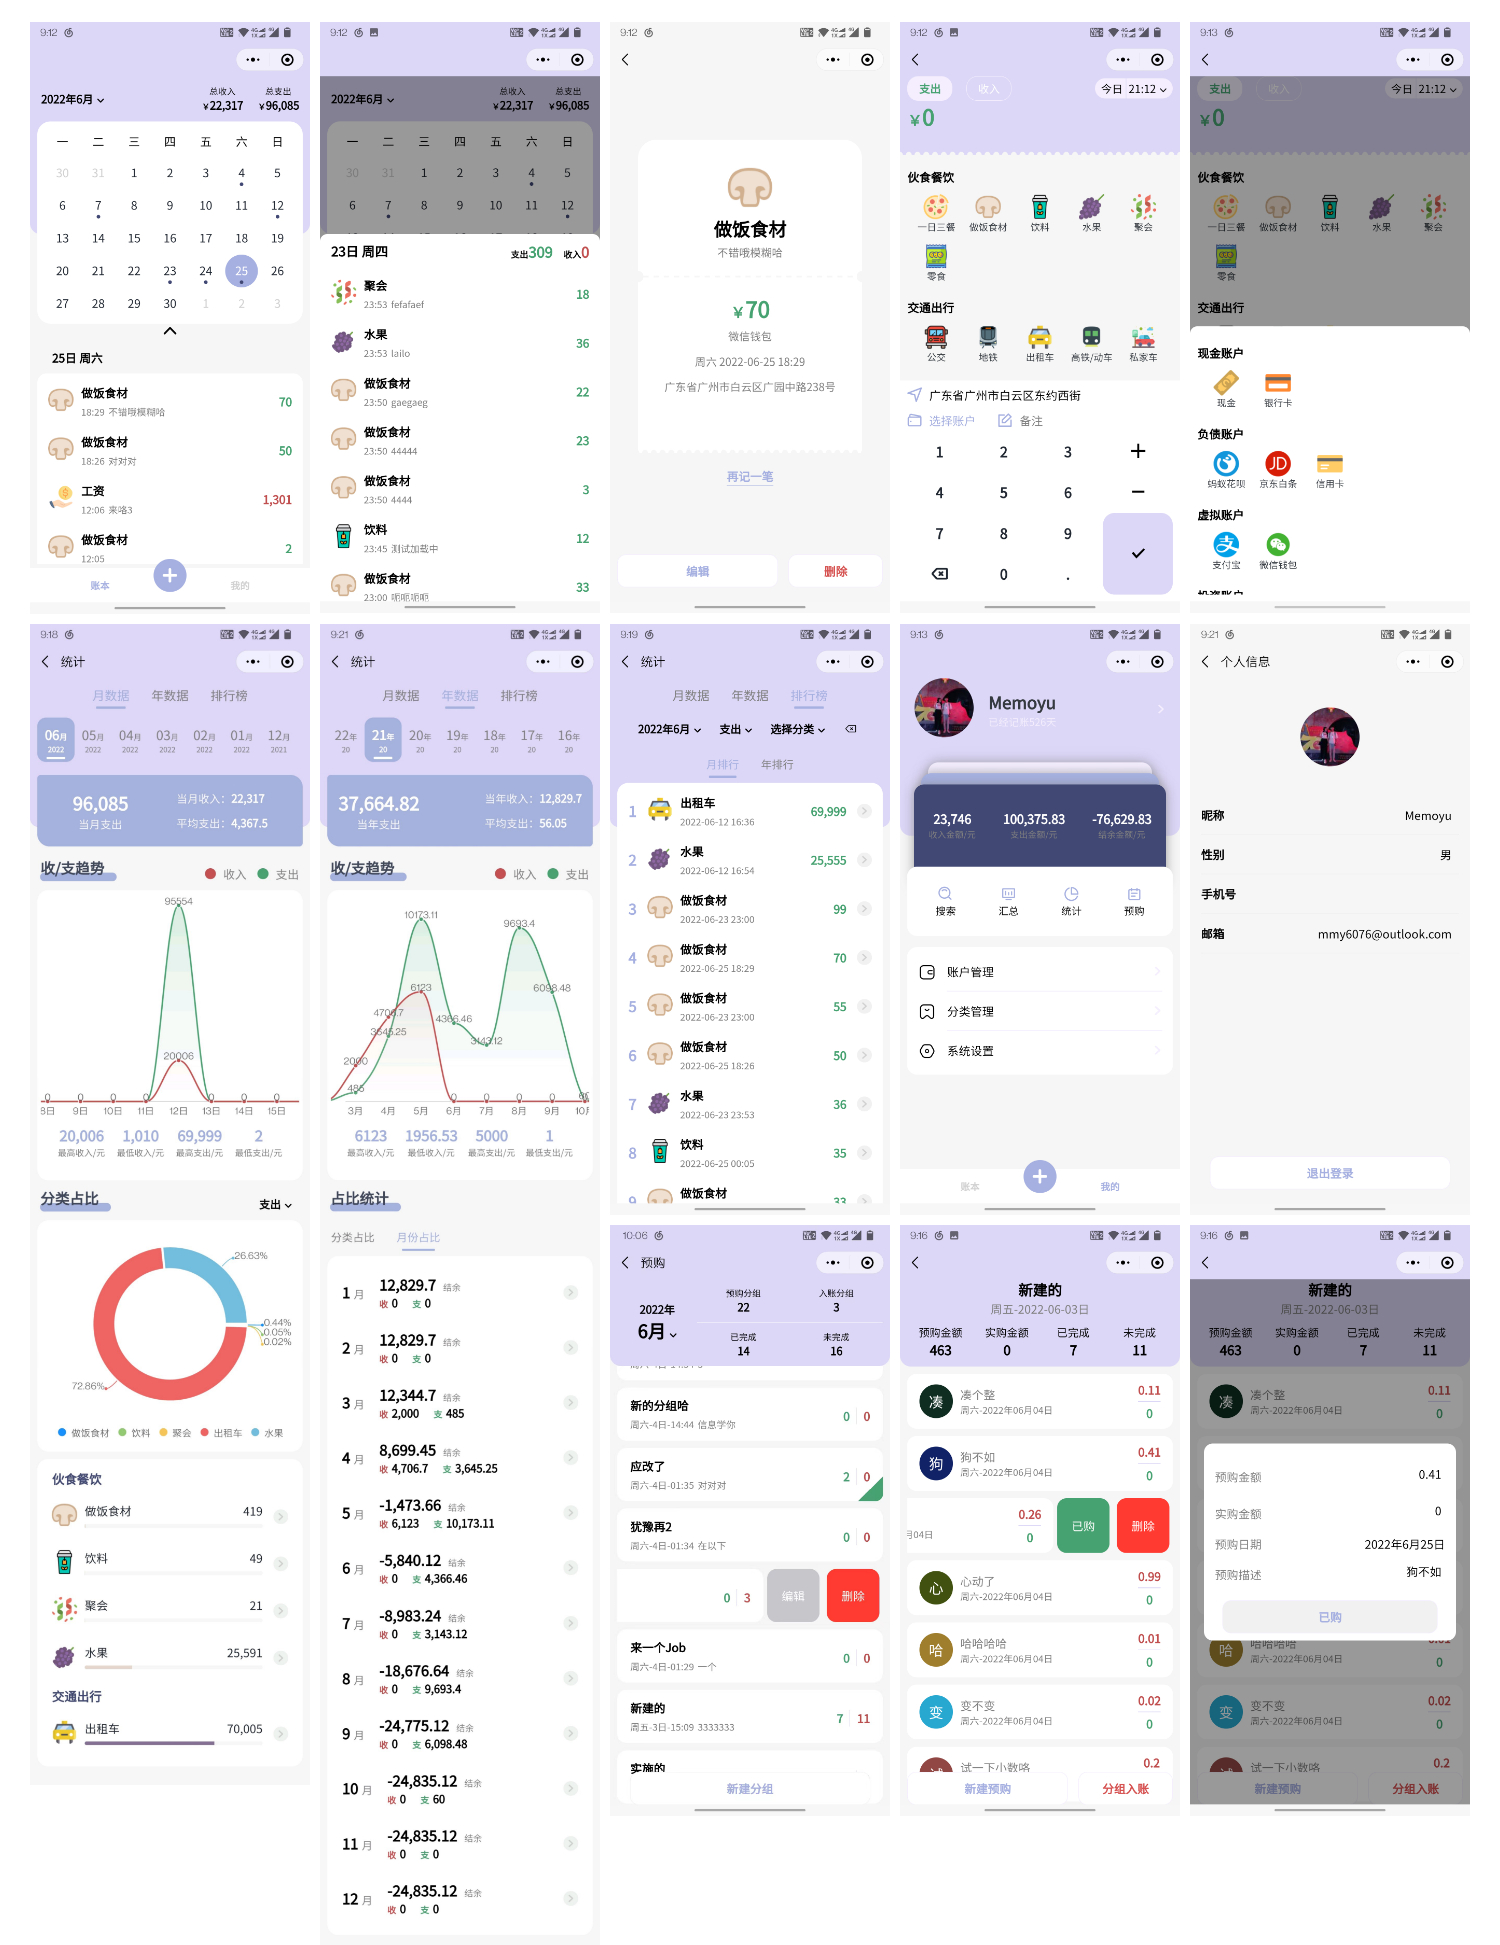 9:12
2022年6月
总收入
¥22,317
总支出
¥96,085
一 二 三 四 五 六 日
30 31 1 2 3 4 5
6 7 8 9 10 11 12
13 14 15 16 17 18 19
20 21 22 23 24 25 26
27 28 29 30 1 2 3
25日 周六
做饭食材
18:29 不错哦模糊哈
70
做饭食材
18:26 对对对
50
工资
12:06 来咯3
1,301
做饭食材
12:05
2
账本
我的
9:12
2022年6月
总收入
¥22,317
总支出
¥96,085
一 二 三 四 五 六 日
30 31 1 2 3 4 5
6 7 8 9 10 11 12
23日 周四
支出309 收入0
聚会
23:53 fefafaef
18
水果
23:53 lailo
36
做饭食材
23:50 gaegaeg
22
做饭食材
23:50 44444
23
做饭食材
23:50 4444
3
饮料
23:45 测试加载中
12
做饭食材
23:00 呃呃呃呃
33
9:12
做饭食材
不错哦模糊哈
¥70
微信钱包
周六 2022-06-25 18:29
广东省广州市白云区广园中路238号
再记一笔
编辑
删除
9:12
支出
收入
今日 21:12
¥0
伙食餐饮
一日三餐 做饭食材 饮料 水果 聚会
零食
交通出行
公交 地铁 出租车 高铁/动车 私家车
广东省广州市白云区东约西街
选择账户 备注
1 2 3 +
4 5 6 −
7 8 9
0 .
9:13
支出
收入
今日 21:12
¥0
伙食餐饮
一日三餐 做饭食材 饮料 水果 聚会
零食
交通出行
现金账户
现金 银行卡
负债账户
蚂蚁花呗 京东白条 信用卡
虚拟账户
支付宝 微信钱包
投资账户
9:18
统计
月数据 年数据 排行榜
06月 05月 04月 03月 02月 01月 12月
2022 2022 2022 2022 2022 2022 2021
96,085
当月支出
当月收入：22,317
平均支出：4,367.5
收/支趋势
收入 支出
95554
20006
0 0 0 0 0 0 0
8日 9日 10日 11日 12日 13日 14日 15日
20,006 1,010 69,999 2
最高收入/元 最低收入/元 最高支出/元 最低支出/元
分类占比
支出
26.63%
0.44%
0.05%
0.02%
72.86%
做饭食材 饮料 聚会 出租车 水果
伙食餐饮
做饭食材 419
饮料 49
聚会 21
水果 25,591
交通出行
出租车 70,005
9:21
统计
月数据 年数据 排行榜
22年 21年 20年 19年 18年 17年 16年
20 20 20 20 20 20 20
37,664.82
当年支出
当年收入：12,829.7
平均支出：56.05
收/支趋势
收入 支出
10173.11
9693.4
6123
6098.48
4706.7
4366.46
3645.25
3143.12
2000
485
0 0 0 0
3月 4月 5月 6月 7月 8月 9月 10月
6123 1956.53 5000 1
最高收入/元 最低收入/元 最高支出/元 最低支出/元
占比统计
分类占比 月份占比
1月 12,829.7 结余
收 0 支 0
2月 12,829.7 结余
收 0 支 0
3月 12,344.7 结余
收 2,000 支 485
4月 8,699.45 结余
收 4,706.7 支 3,645.25
5月 -1,473.66 结余
收 6,123 支 10,173.11
6月 -5,840.12 结余
收 0 支 4,366.46
7月 -8,983.24 结余
收 0 支 3,143.12
8月 -18,676.64 结余
收 0 支 9,693.4
9月 -24,775.12 结余
收 0 支 6,098.48
10月 -24,835.12 结余
收 0 支 60
11月 -24,835.12 结余
收 0 支 0
12月 -24,835.12 结余
收 0 支 0
9:19
统计
月数据 年数据 排行榜
2022年6月 支出 选择分类
月排行 年排行
1 出租车
2022-06-12 16:36
69,999
2 水果
2022-06-12 16:54
25,555
3 做饭食材
2022-06-23 23:00
99
4 做饭食材
2022-06-25 18:29
70
5 做饭食材
2022-06-23 23:00
55
6 做饭食材
2022-06-25 18:26
50
7 水果
2022-06-23 23:53
36
8 饮料
2022-06-25 00:05
35
9 做饭食材
33
9:13
Memoyu
已经记账526天
23,746 100,375.83 -76,629.83
收入金额/元 支出金额/元 结余金额/元
搜索 汇总 统计 预购
账户管理
分类管理
系统设置
账本
我的
9:21
个人信息
昵称 Memoyu
性别 男
手机号
邮箱 mmy6076@outlook.com
退出登录
10:06
预购
2022年
6月
预购分组
22
入账分组
3
已完成
14
未完成
16
新的分组哈
周六-4日-14:44 信息学你
0 0
应改了
周六-4日-01:35 对对对
2 0
犹豫再2
周六-4日-01:34 在以下
0 0
0 3
编辑
删除
来一个Job
周六-4日-01:29 一个
0 0
新建的
周五-3日-15:09 3333333
7 11
实施的
新建分组
9:16
新建的
周五-2022-06-03日
预购金额 实购金额 已完成 未完成
463 0 7 11
凑
凑个整
周六-2022年06月04日
0.11
0
狗
狗不如
周六-2022年06月04日
0.41
0
月04日
0.26
0
已购
删除
心
心动了
周六-2022年06月04日
0.99
0
哈
哈哈哈哈
周六-2022年06月04日
0.01
0
变
变不变
周六-2022年06月04日
0.02
0
试
试一下小数咯
0.2
新建预购
分组入账
9:16
新建的
周五-2022-06-03日
预购金额 实购金额 已完成 未完成
463 0 7 11
凑
凑个整
周六-2022年06月04日
0.11
0
预购金额 0.41
实购金额 0
预购日期 2022年6月25日
预购描述 狗不如
已购
哈
哈哈哈哈
周六-2022年06月04日
0.01
0
变
变不变
周六-2022年06月04日
0.02
0
试
试一下小数咯
0.2
新建预购
分组入账